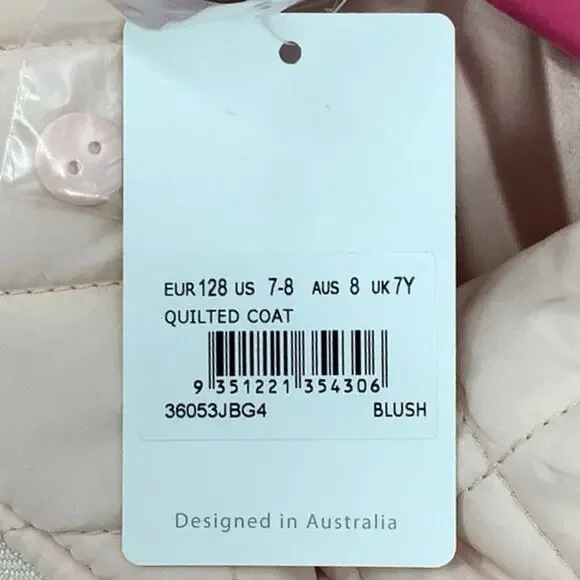 EUR 128 US 7-8 AUS 8 UK 7Y
QUILTED COAT
9 351221 354306
36053JBG4 BLUSH
Designed in Australia